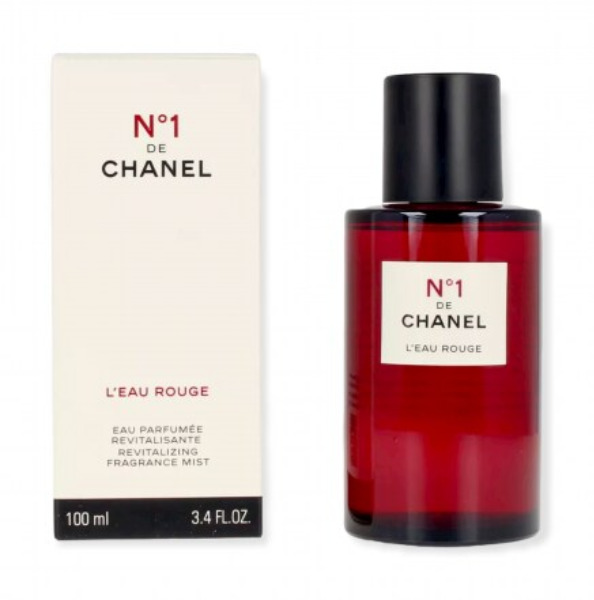 N°1
DE
CHANEL
L'EAU ROUGE
EAU PARFUMÉE
REVITALISANTE
REVITALIZING
FRAGRANCE MIST
100 ml 3.4 FL.OZ.
N°1
DE
CHANEL
L'EAU ROUGE